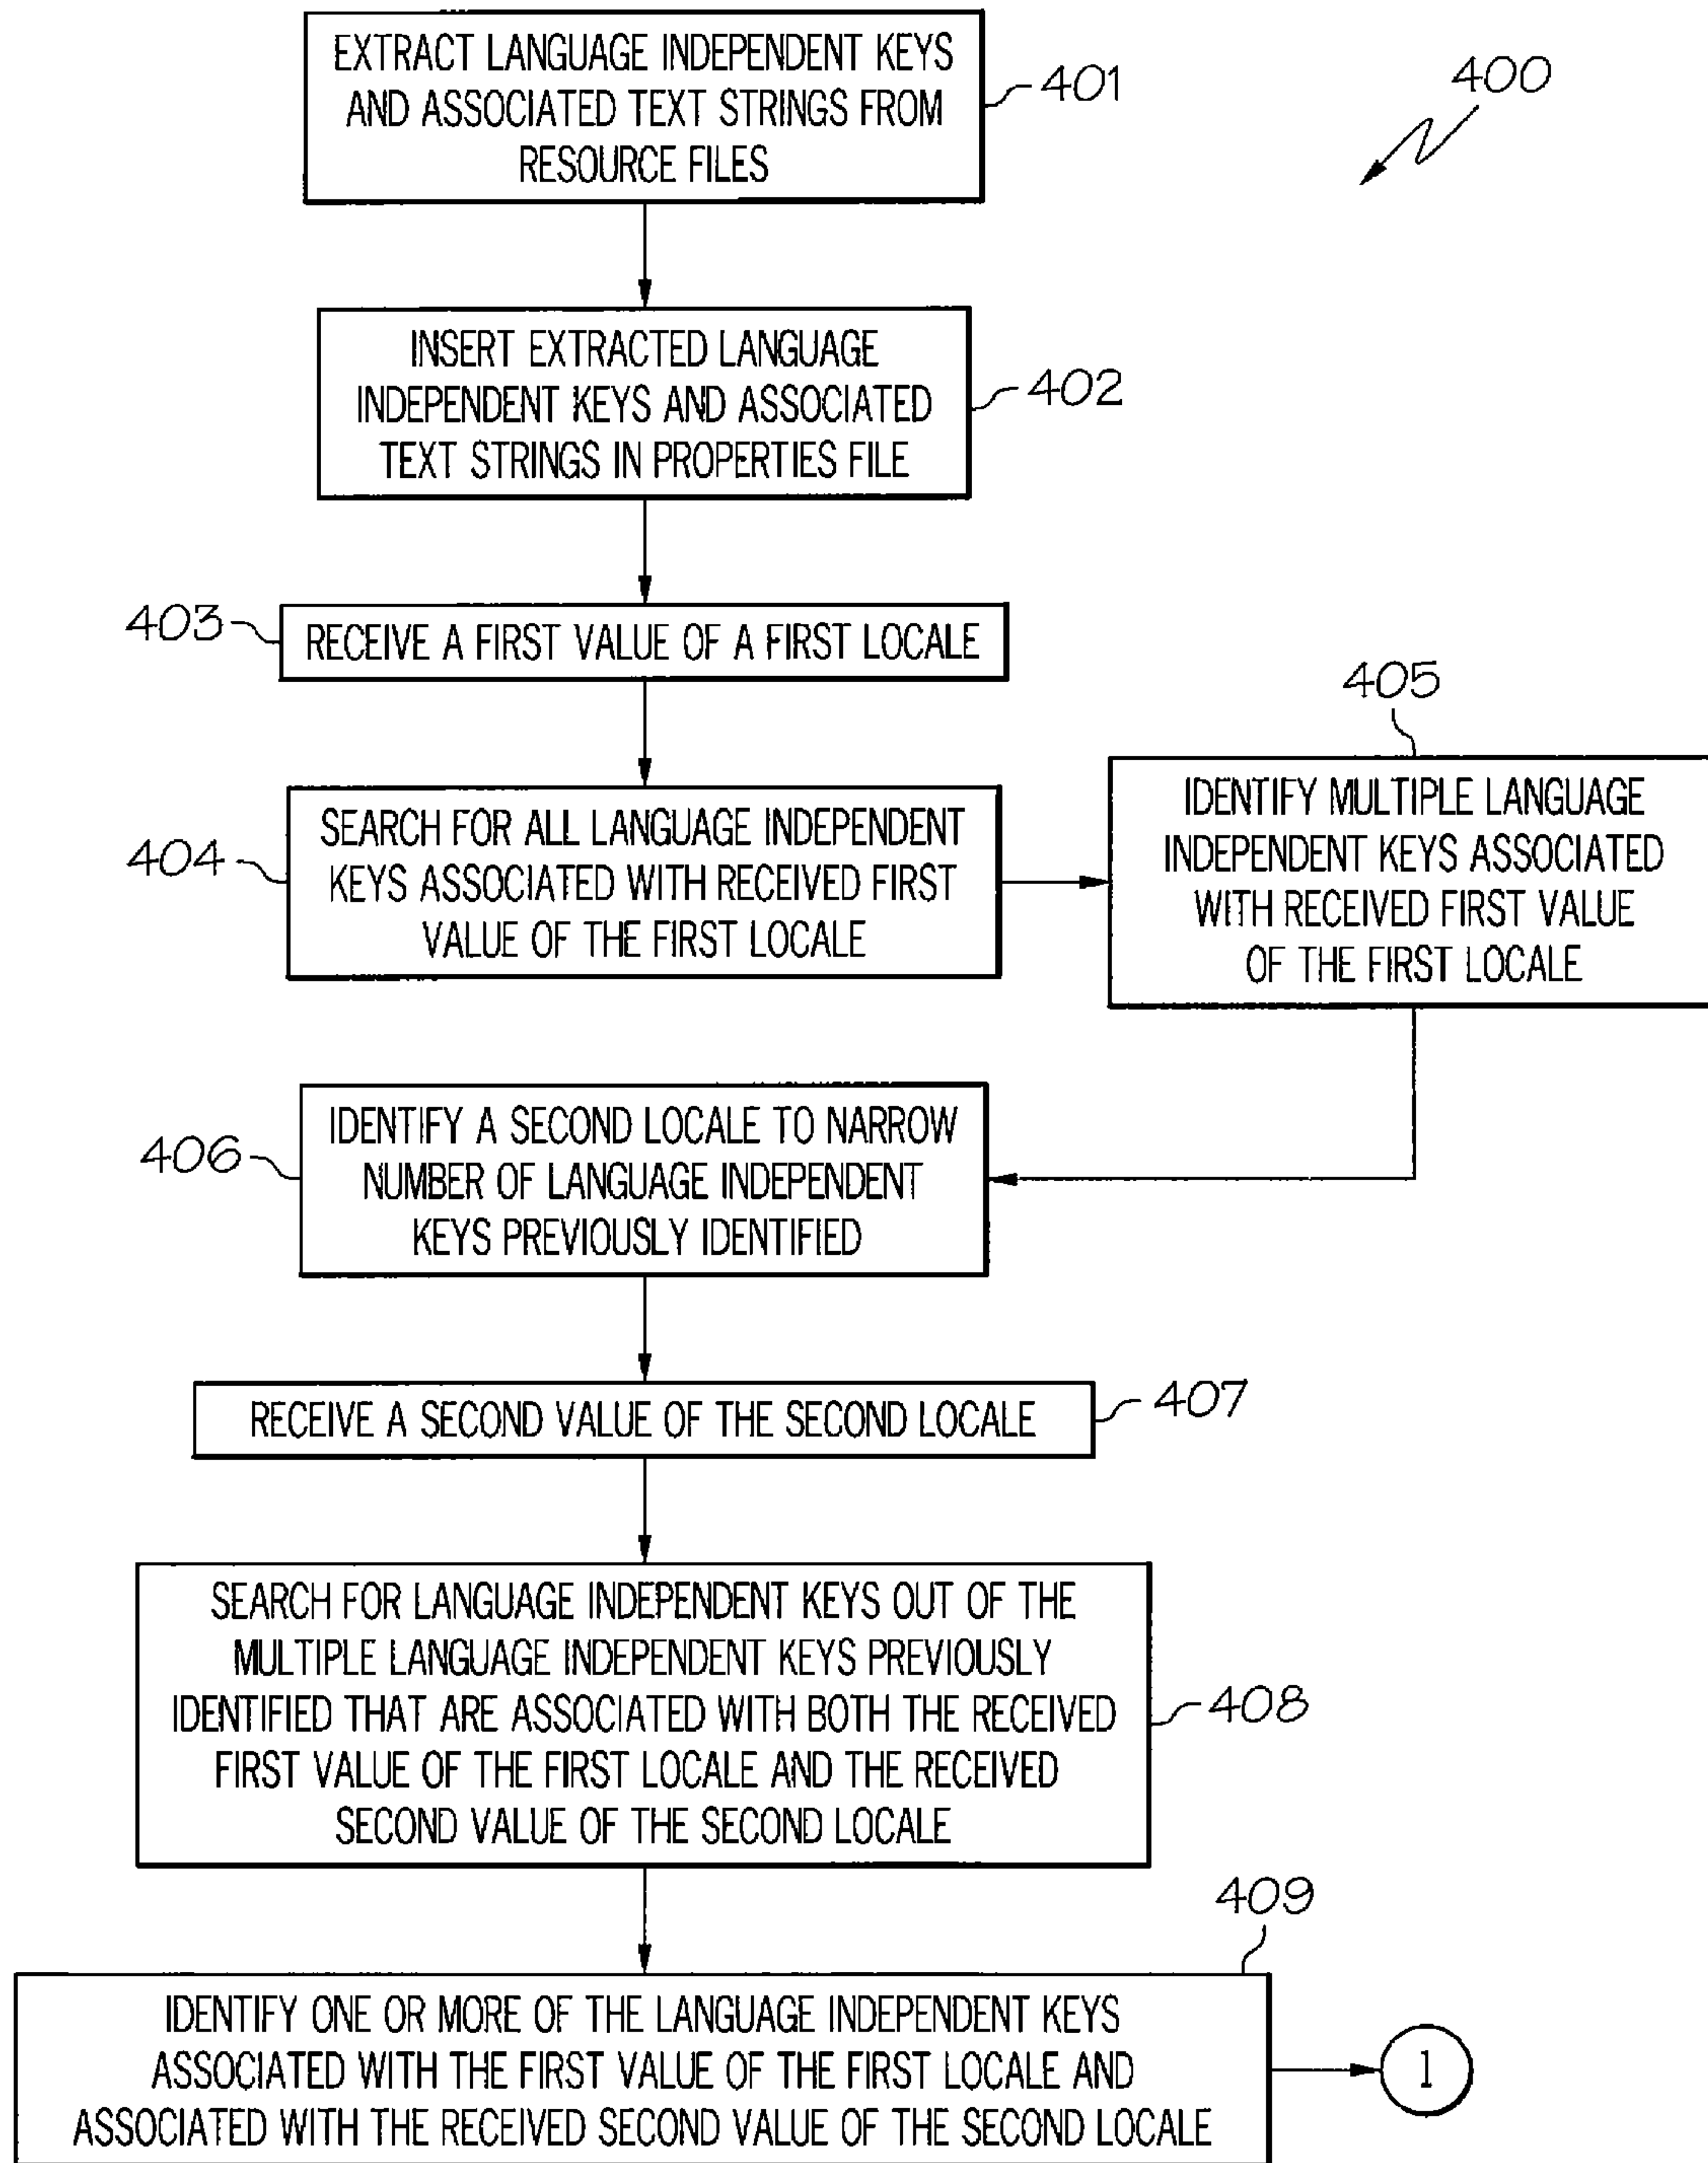 EXTRACT LANGUAGE INDEPENDENT KEYS
AND ASSOCIATED TEXT STRINGS FROM
RESOURCE FILES
401
400
INSERT EXTRACTED LANGUAGE
INDEPENDENT KEYS AND ASSOCIATED
TEXT STRINGS IN PROPERTIES FILE
402
403
RECEIVE A FIRST VALUE OF A FIRST LOCALE
404
SEARCH FOR ALL LANGUAGE INDEPENDENT
KEYS ASSOCIATED WITH RECEIVED FIRST
VALUE OF THE FIRST LOCALE
405
IDENTIFY MULTIPLE LANGUAGE
INDEPENDENT KEYS ASSOCIATED
WITH RECEIVED FIRST VALUE
OF THE FIRST LOCALE
406
IDENTIFY A SECOND LOCALE TO NARROW
NUMBER OF LANGUAGE INDEPENDENT
KEYS PREVIOUSLY IDENTIFIED
RECEIVE A SECOND VALUE OF THE SECOND LOCALE
407
SEARCH FOR LANGUAGE INDEPENDENT KEYS OUT OF THE
MULTIPLE LANGUAGE INDEPENDENT KEYS PREVIOUSLY
IDENTIFIED THAT ARE ASSOCIATED WITH BOTH THE RECEIVED
FIRST VALUE OF THE FIRST LOCALE AND THE RECEIVED
SECOND VALUE OF THE SECOND LOCALE
408
409
IDENTIFY ONE OR MORE OF THE LANGUAGE INDEPENDENT KEYS
ASSOCIATED WITH THE FIRST VALUE OF THE FIRST LOCALE AND
ASSOCIATED WITH THE RECEIVED SECOND VALUE OF THE SECOND LOCALE
1